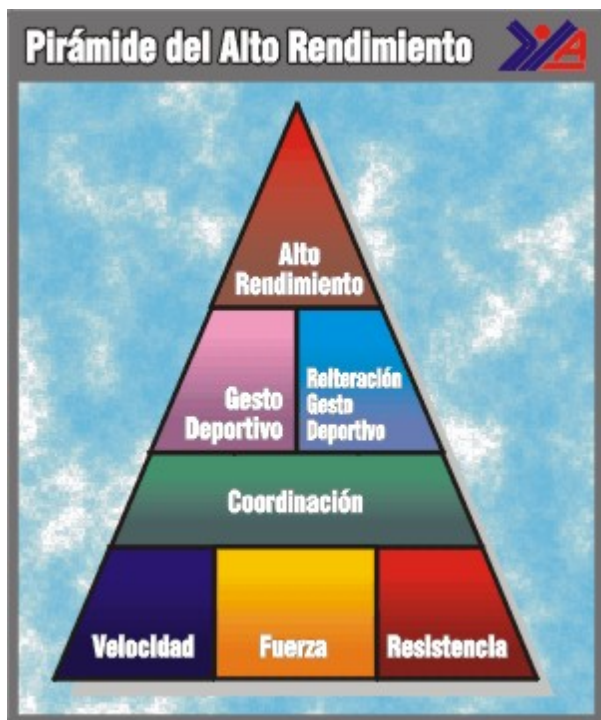 Pirámide del Alto Rendimiento
Alto
Rendimiento
Gesto
Deportivo
Reiteración
Gesto
Deportivo
Coordinación
Velocidad
Fuerza
Resistencia